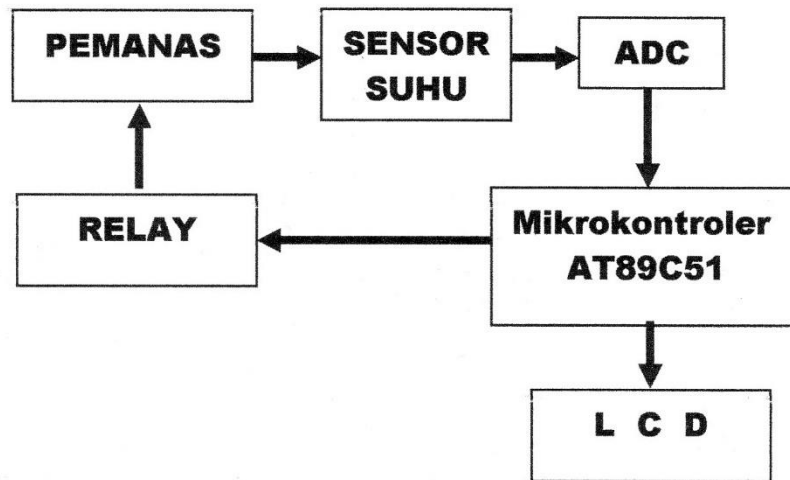 PEMANAS
SENSOR
SUHU
ADC
RELAY
Mikrokontroler
AT89C51
L C D